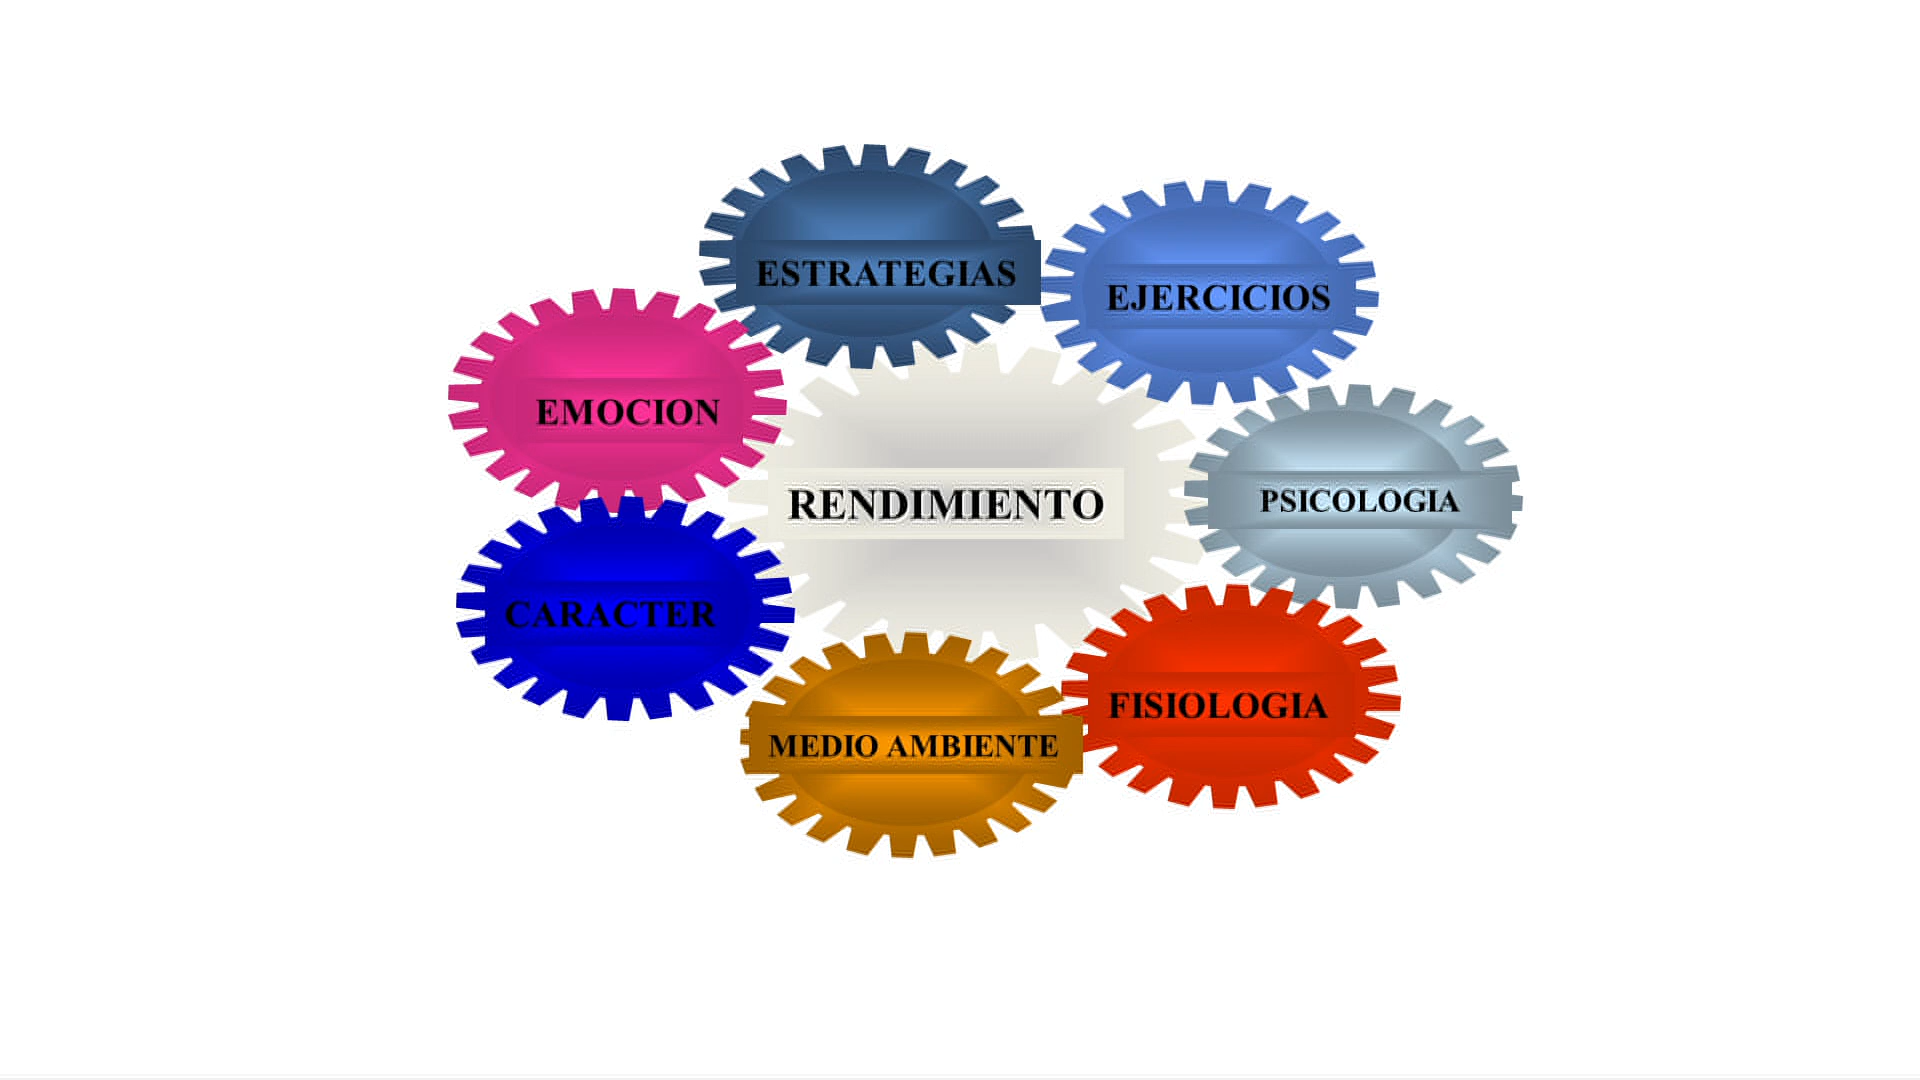 ESTRATEGIAS
EJERCICIOS
EMOCION
RENDIMIENTO
PSICOLOGIA
CARACTER
FISIOLOGIA
MEDIO AMBIENTE